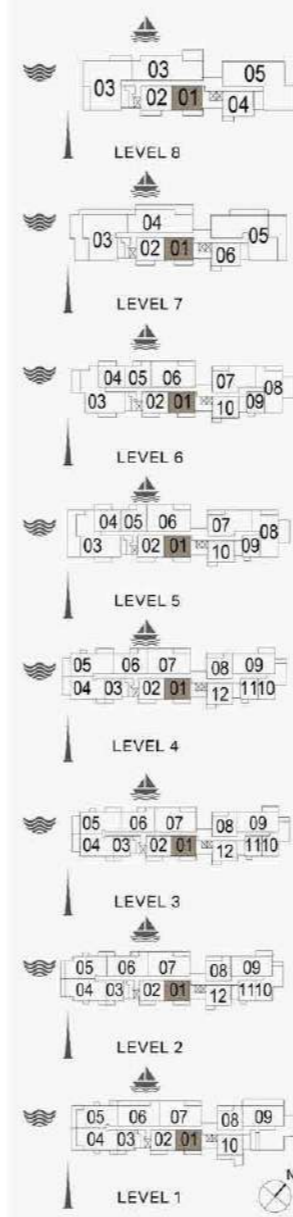 03 05
03 02 01 04
LEVEL 8
04
03 02 01 05
06
LEVEL 7
04 05 06 07 08
03 02 01 10 09
LEVEL 6
04 05 06 07 08
03 02 01 10 09
LEVEL 5
05 06 07 08 09
04 03 02 01 12 11 10
LEVEL 4
05 06 07 08 09
04 03 02 01 12 11 10
LEVEL 3
05 06 07 08 09
04 03 02 01 12 11 10
LEVEL 2
05 06 07 08 09
04 03 02 01 10
LEVEL 1
N